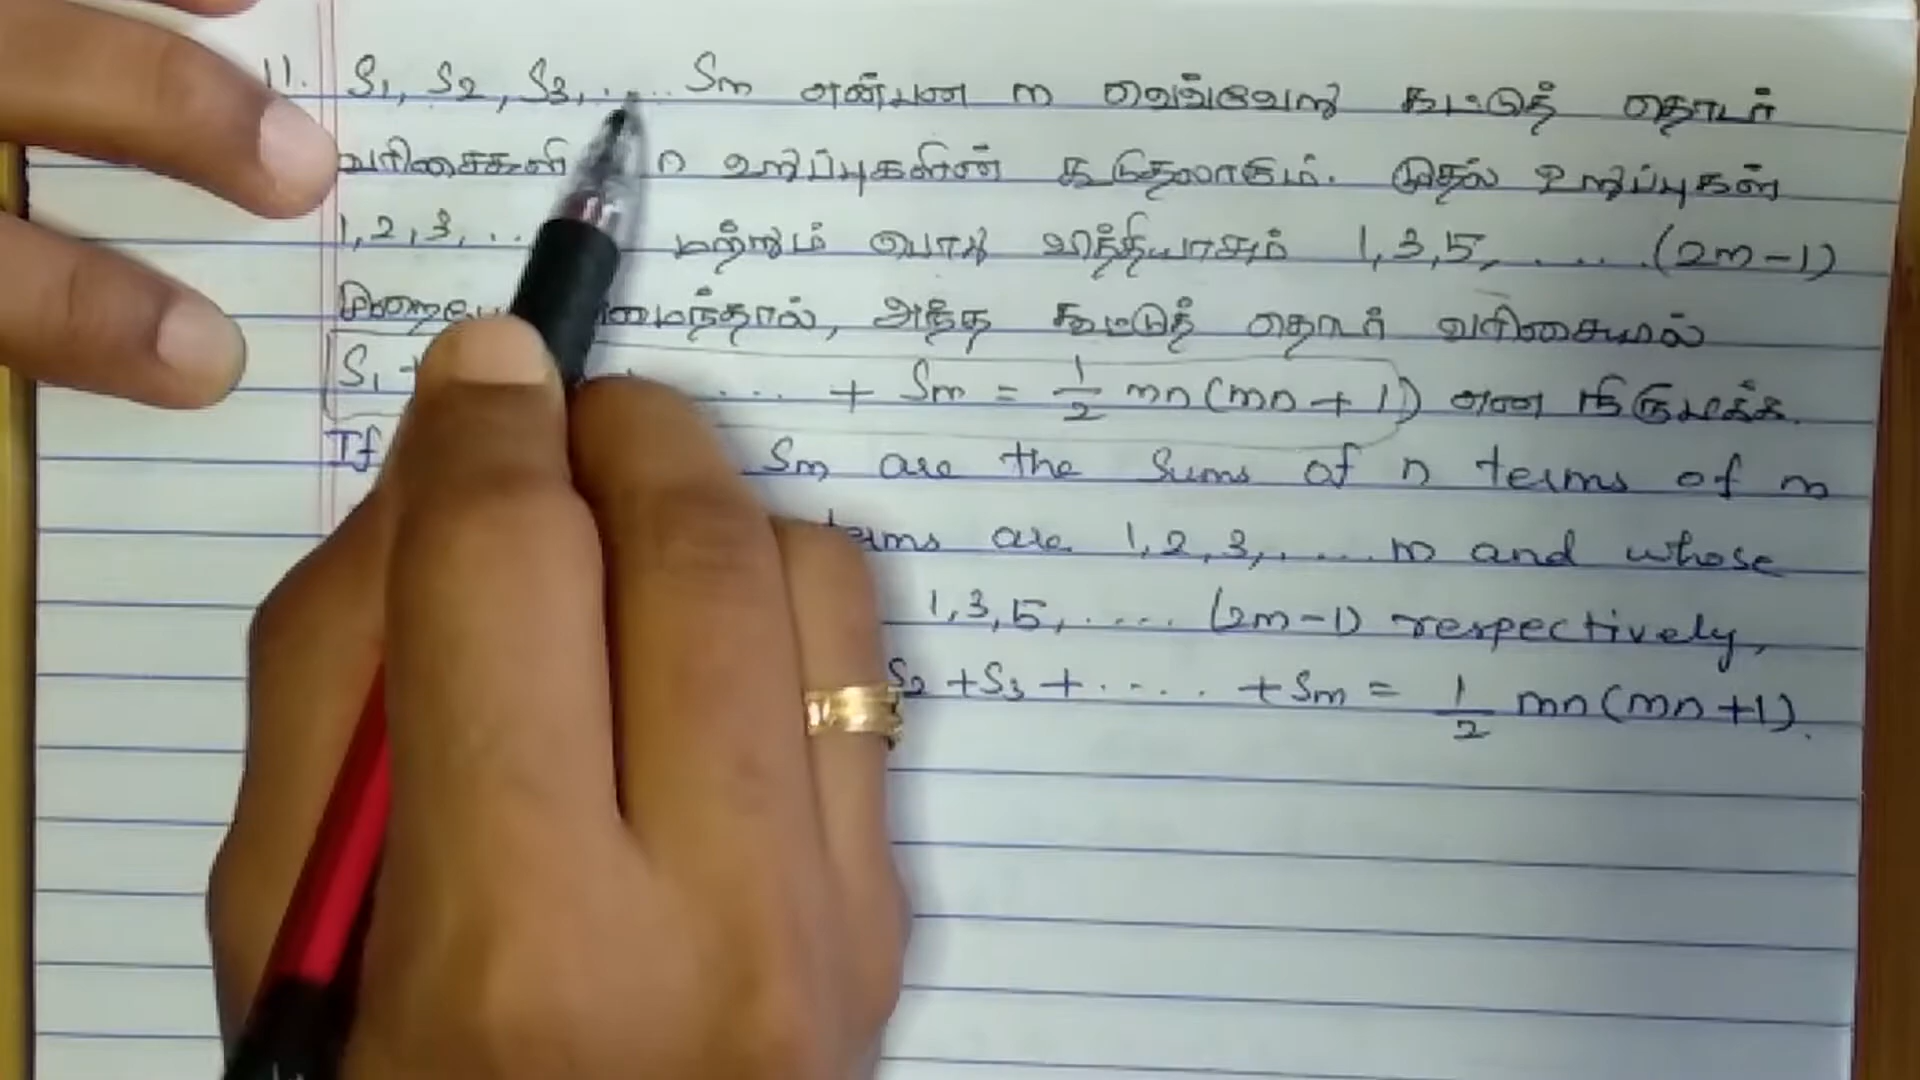 11. S1, S2, S3, ..... Sm என்பன m வெவ்வேறு கூட்டுத் தொடர்
வரிசைகளி n உறுப்புகளின் கூடுதலாகும். முதல் உறுப்புகள்
1, 2, 3, .. மற்றும் பொது வித்தியாசம் 1, 3, 5, ..... (2m-1)
முறையே மைந்தால், அந்த கூட்டுத் தொடர் வரிசையில்
S1 + .... + Sm = 1/2 mn (mn + 1) என நிரூபிக்க.
If Sm are the sums of n terms of m
terms are 1, 2, 3, ..... m and whose
1, 3, 5, ..... (2m-1) respectively,
S2 + S3 + ..... + Sm = 1/2 mn (mn +1).